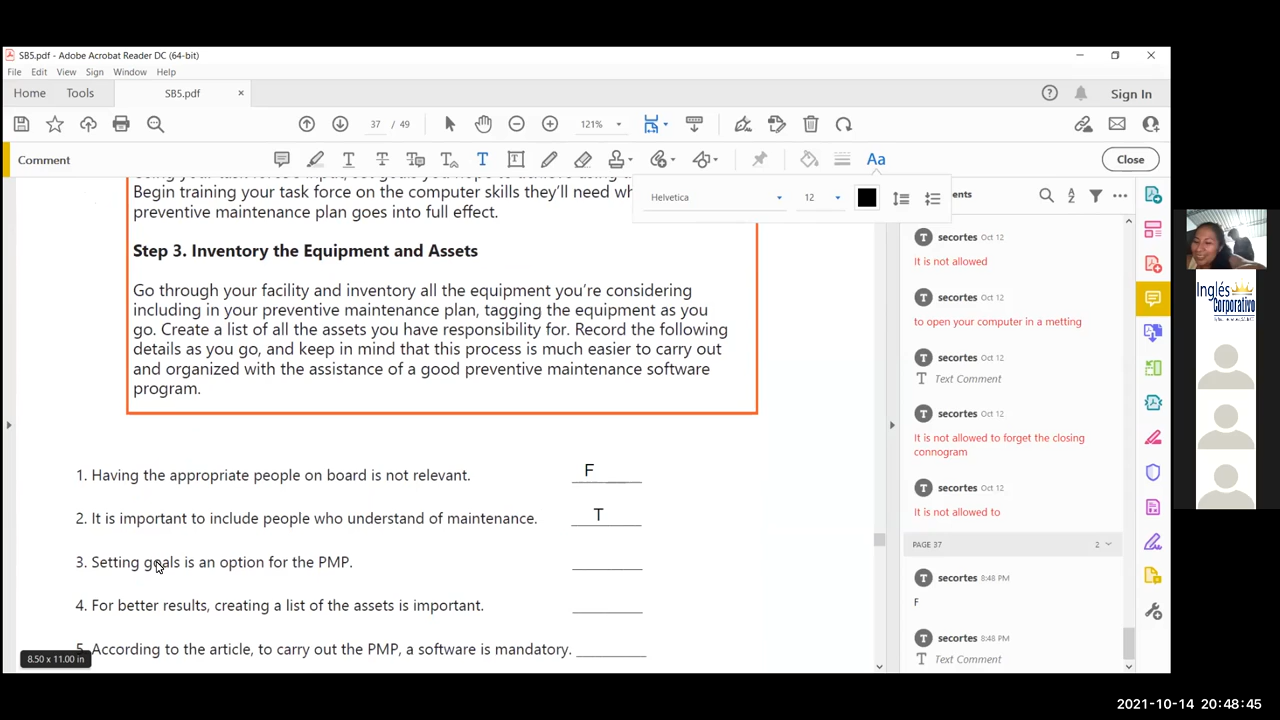 SB5.pdf - Adobe Acrobat Reader DC (64-bit)
File Edit View Sign Window Help
Home Tools SB5.pdf × Sign In
37 / 49 121%
Comment Aa Close
Helvetica 12
Begin training your task force on the computer skills they'll need
preventive maintenance plan goes into full effect.
Step 3. Inventory the Equipment and Assets
Go through your facility and inventory all the equipment you're considering
including in your preventive maintenance plan, tagging the equipment as you
go. Create a list of all the assets you have responsibility for. Record the following
details as you go, and keep in mind that this process is much easier to carry out
and organized with the assistance of a good preventive maintenance software
program.
1. Having the appropriate people on board is not relevant. F
2. It is important to include people who understand of maintenance. T
3. Setting goals is an option for the PMP.
4. For better results, creating a list of the assets is important.
5. According to the article, to carry out the PMP, a software is mandatory.
8.50 x 11.00 in
ents
T secortes Oct 12
It is not allowed
T secortes Oct 12
to open your computer in a metting
T secortes Oct 12
T Text Comment
T secortes Oct 12
It is not allowed to forget the closing
connogram
T secortes Oct 12
It is not allowed to
PAGE 37 2
T secortes 8:48 PM
F
T secortes 8:48 PM
T Text Comment
Inglés
Corporativo
2021-10-14 20:48:45